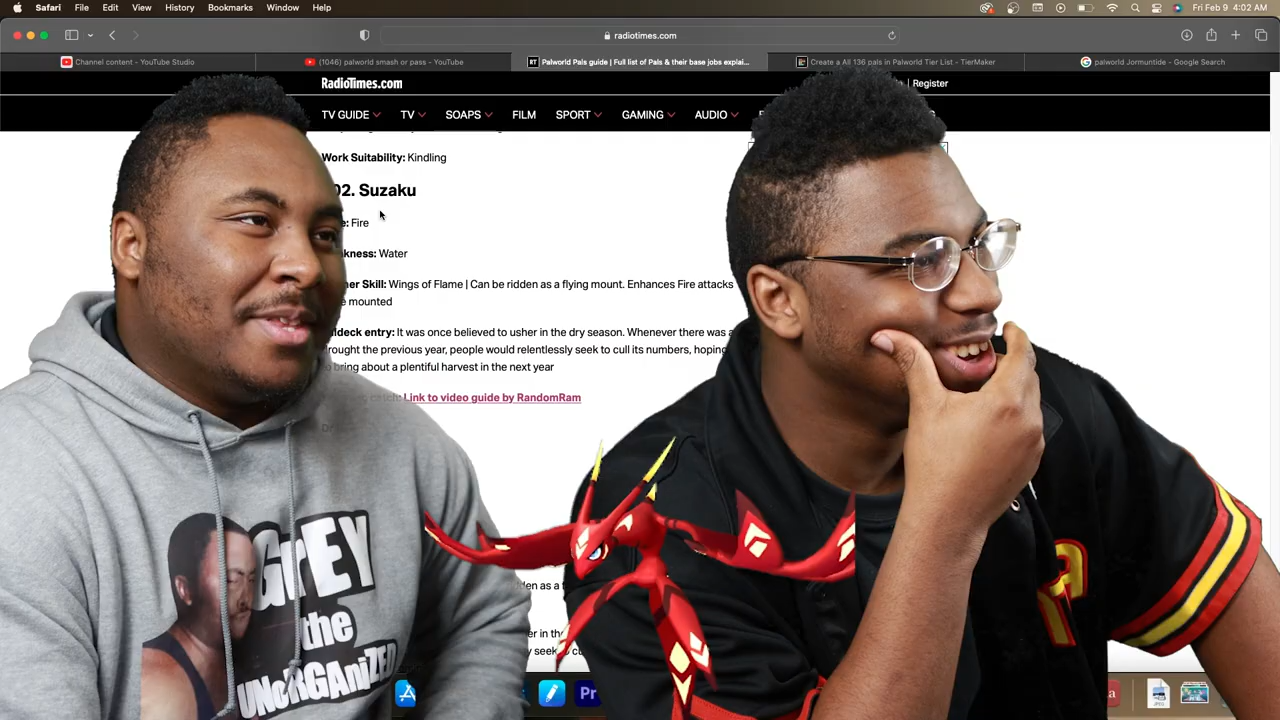 Safari File Edit View History Bookmarks Window Help Fri Feb 9 4:02 AM
radiotimes.com
Channel content - YouTube Studio
(1046) palworld smash or pass - YouTube
Palworld Pals guide | Full list of Pals & their base jobs explai...
Create a All 136 pals in Palworld Tier List - TierMaker
palworld Jormuntide - Google Search
RadioTimes.com
Register
TV GUIDE TV SOAPS FILM SPORT GAMING AUDIO
Work Suitability: Kindling
02. Suzaku
Fire
Water
Skill: Wings of Flame | Can be ridden as a flying mount. Enhances Fire attacks
mounted
entry: It was once believed to usher in the dry season. Whenever there was a
the previous year, people would relentlessly seek to cull its numbers, hoping
bring about a plentiful harvest in the next year
catch: Link to video guide by RandomRam
GrEY
the
UNorGANiZED
Pr
JPEG